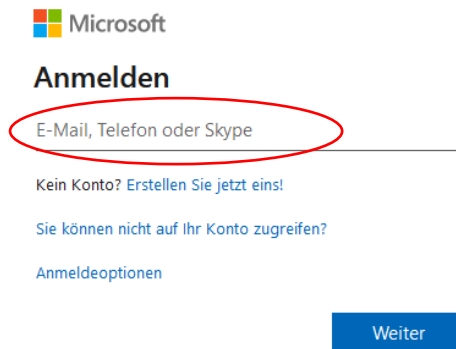 Microsoft
Anmelden
E-Mail, Telefon oder Skype
Kein Konto? Erstellen Sie jetzt eins!
Sie können nicht auf Ihr Konto zugreifen?
Anmeldeoptionen
Weiter